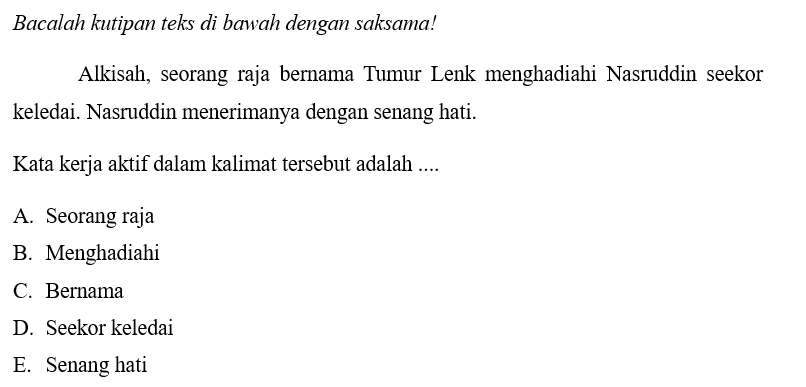 Bacalah kutipan teks di bawah dengan saksama!
Alkisah, seorang raja bernama Tumur Lenk menghadiahi Nasruddin seekor
keledai. Nasruddin menerimanya dengan senang hati.
Kata kerja aktif dalam kalimat tersebut adalah ....
A. Seorang raja
B. Menghadiahi
C. Bernama
D. Seekor keledai
E. Senang hati